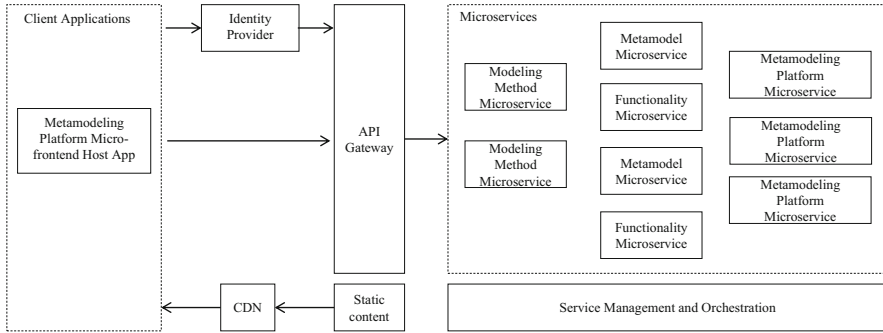 Client Applications
Metamodeling
Platform Micro-
frontend Host App
Identity
Provider
API
Gateway
CDN
Static
content
Microservices
Modeling
Method
Microservice
Modeling
Method
Microservice
Metamodel
Microservice
Functionality
Microservice
Metamodel
Microservice
Functionality
Microservice
Metamodeling
Platform
Microservice
Metamodeling
Platform
Microservice
Metamodeling
Platform
Microservice
Service Management and Orchestration